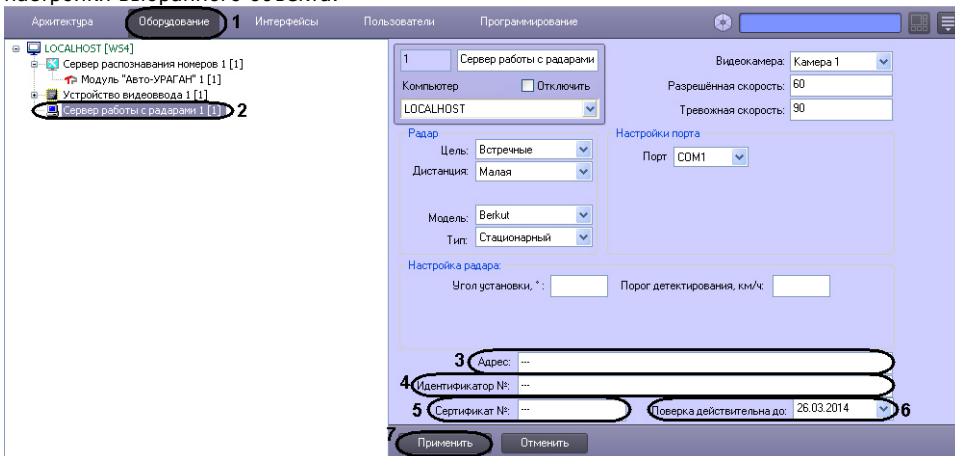 настройки выбранного объекта.
Архитектура Оборудование 1 Интерфейсы Пользователи Программирование
LOCALHOST [WS4]
Сервер распознавания номеров 1 [1]
Модуль "Авто-УРАГАН" 1 [1]
Устройство видеоввода 1 [1]
Сервер работы с радарами 1 [1] 2
1 Сервер работы с радарами
Компьютер Отключить
LOCALHOST
Видеокамера: Камера 1
Разрешённая скорость: 60
Тревожная скорость: 90
Радар
Цель: Встречные
Дистанция: Малая
Модель: Berkut
Тип: Стационарный
Настройки порта
Порт COM1
Настройка радара:
Угол установки, ° : Порог детектирования, км/ч:
3 Адрес: ---
4 Идентификатор №: ---
5 Сертификат №: --- Поверка действительна до: 26.03.2014 6
7 Применить Отменить